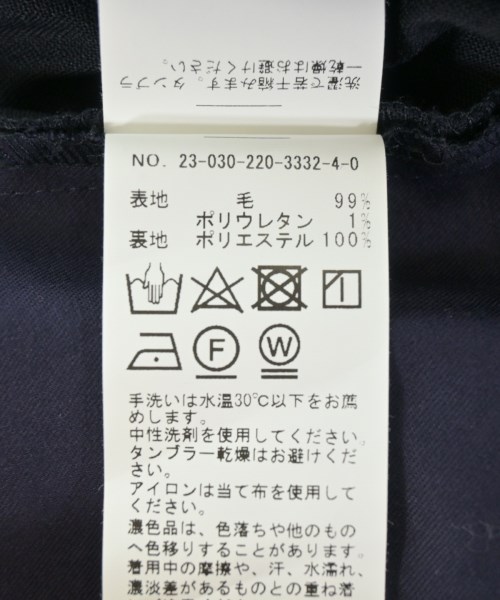 洗濯で若干縮みます。タンブラ
ー乾燥はお避けください。
NO. 23-030-220-3332-4-0
表地 毛 99%
ポリウレタン 1%
裏地 ポリエステル 100%
F W
手洗いは水温30℃以下をお薦
めします。
中性洗剤を使用してください。
タンブラー乾燥はお避けくだ
さい。
アイロンは当て布を使用して
ください。
濃色品は、色落ちや他のもの
へ色移りすることがあります。
着用中の摩擦や、汗、水濡れ、
濃淡差があるものとの重ね着